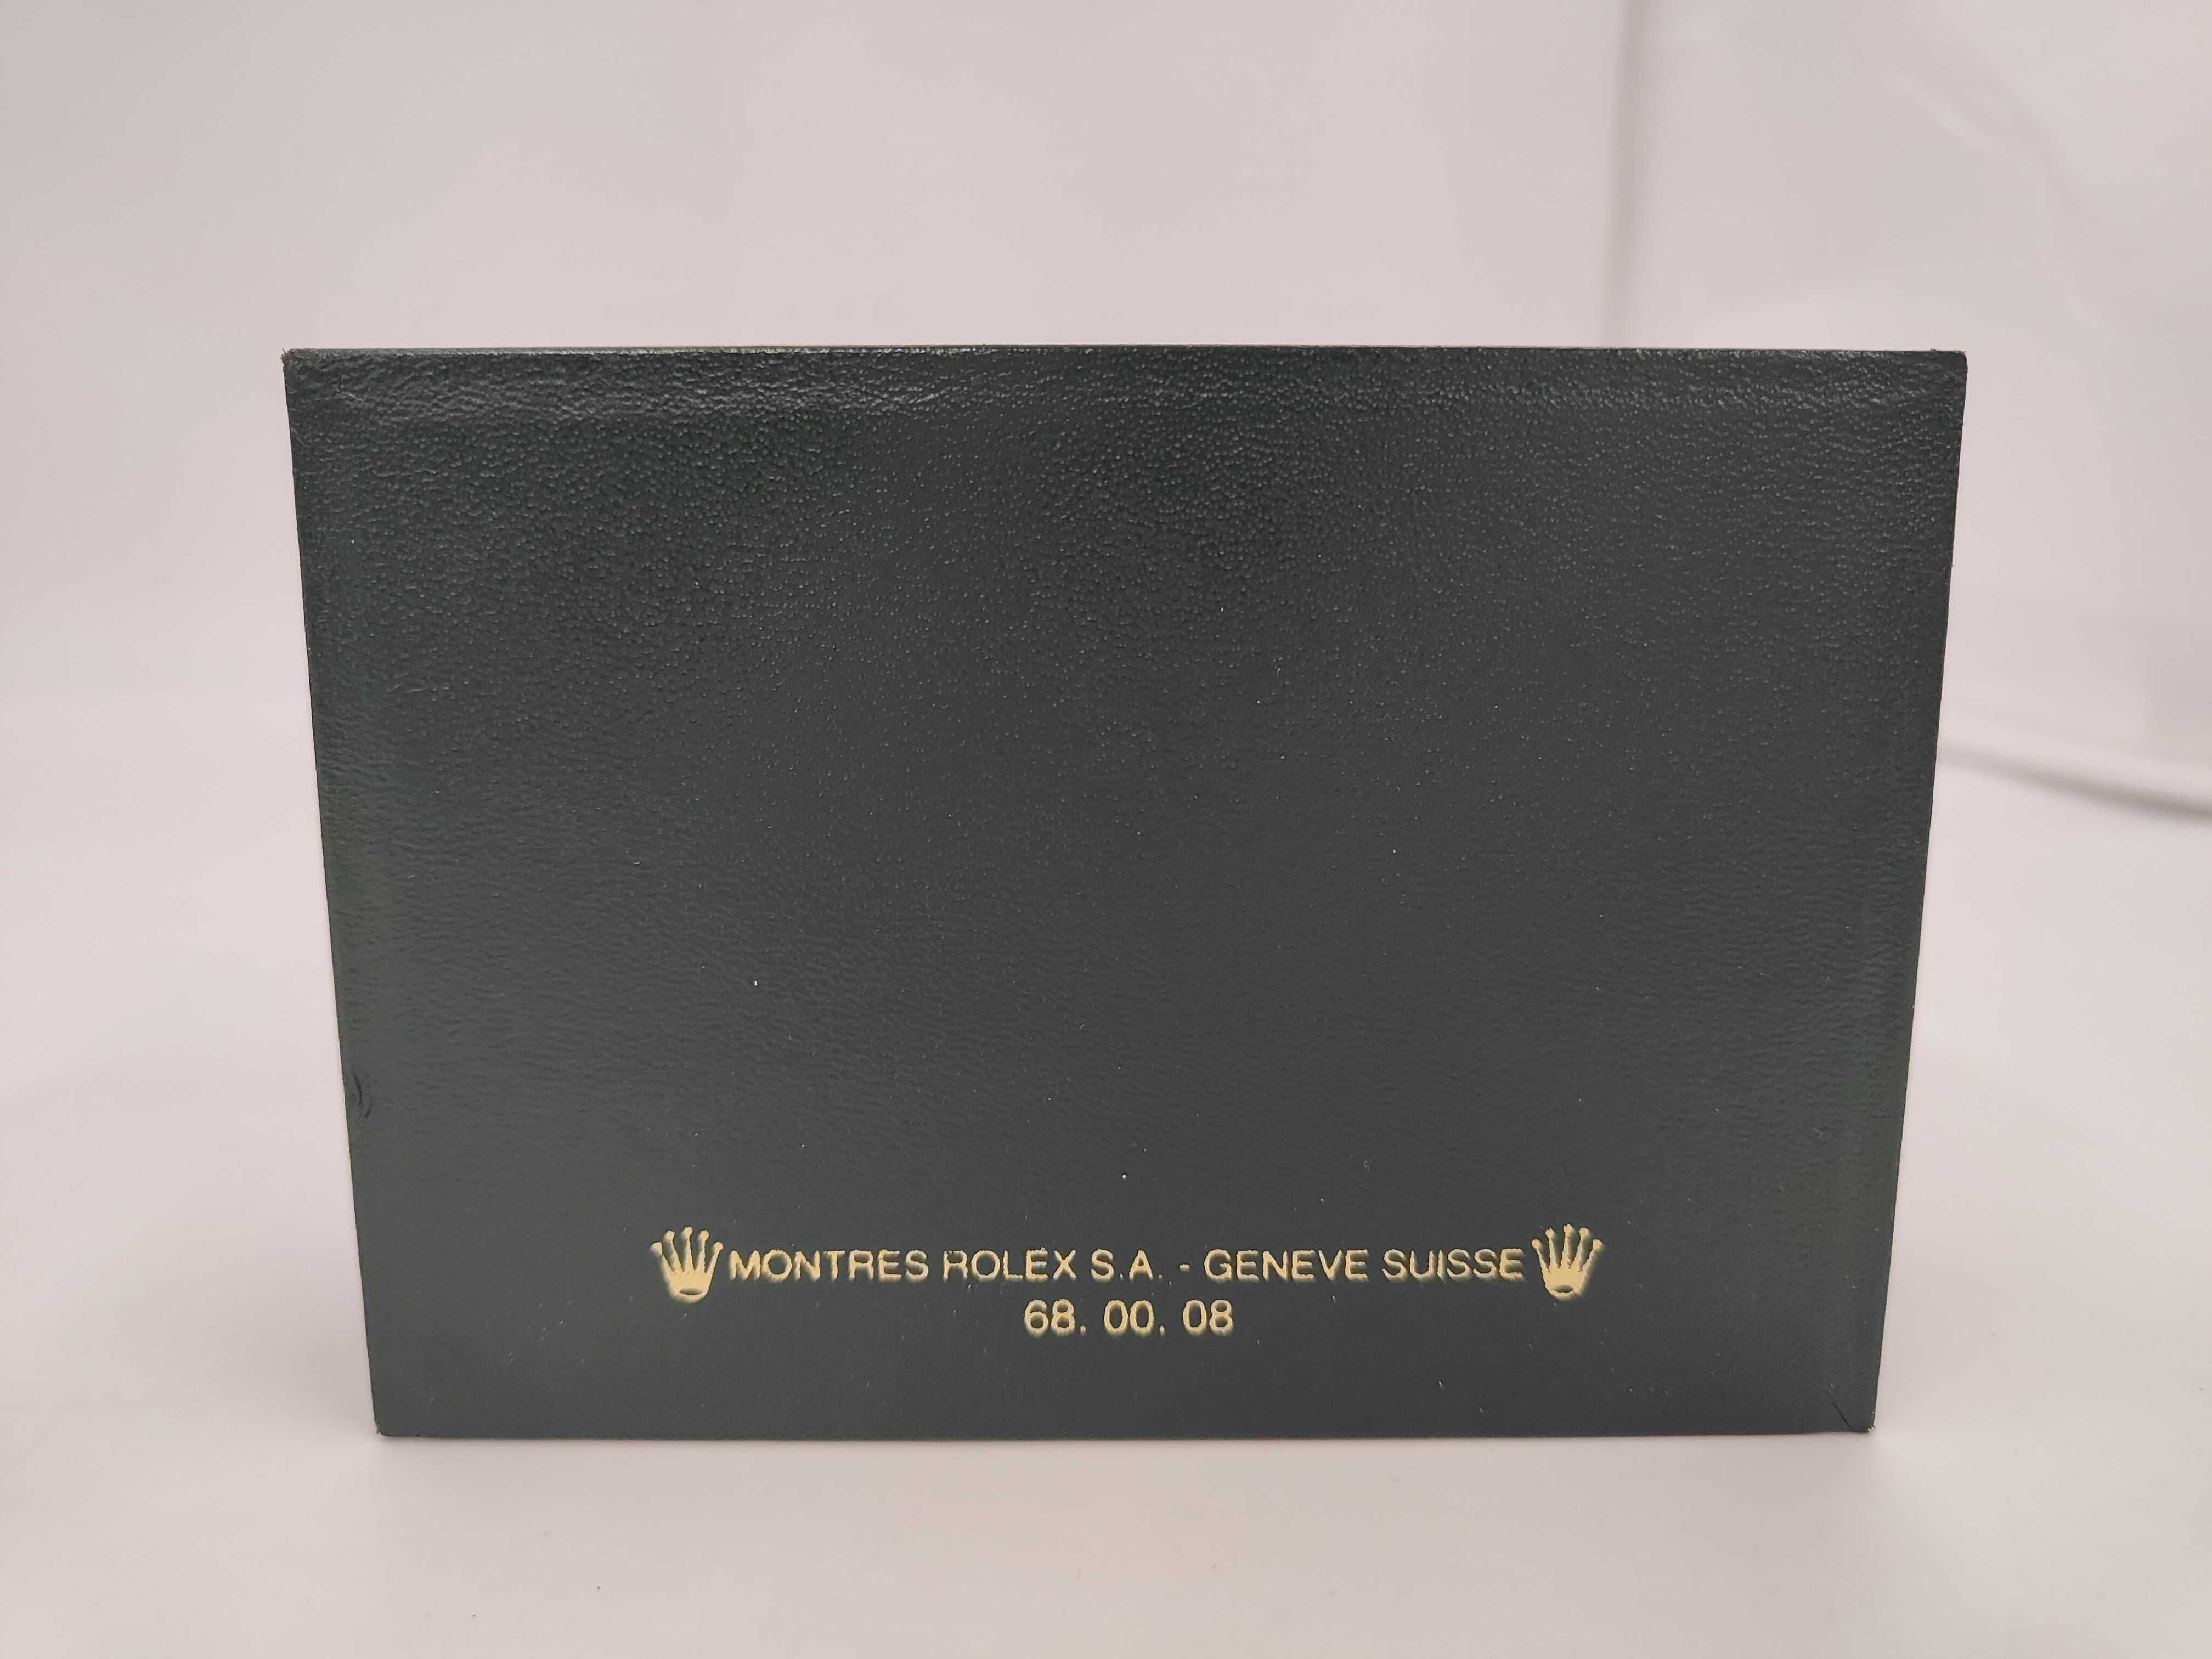 MONTRES ROLEX S.A. - GENEVE SUISSE
68. 00. 08